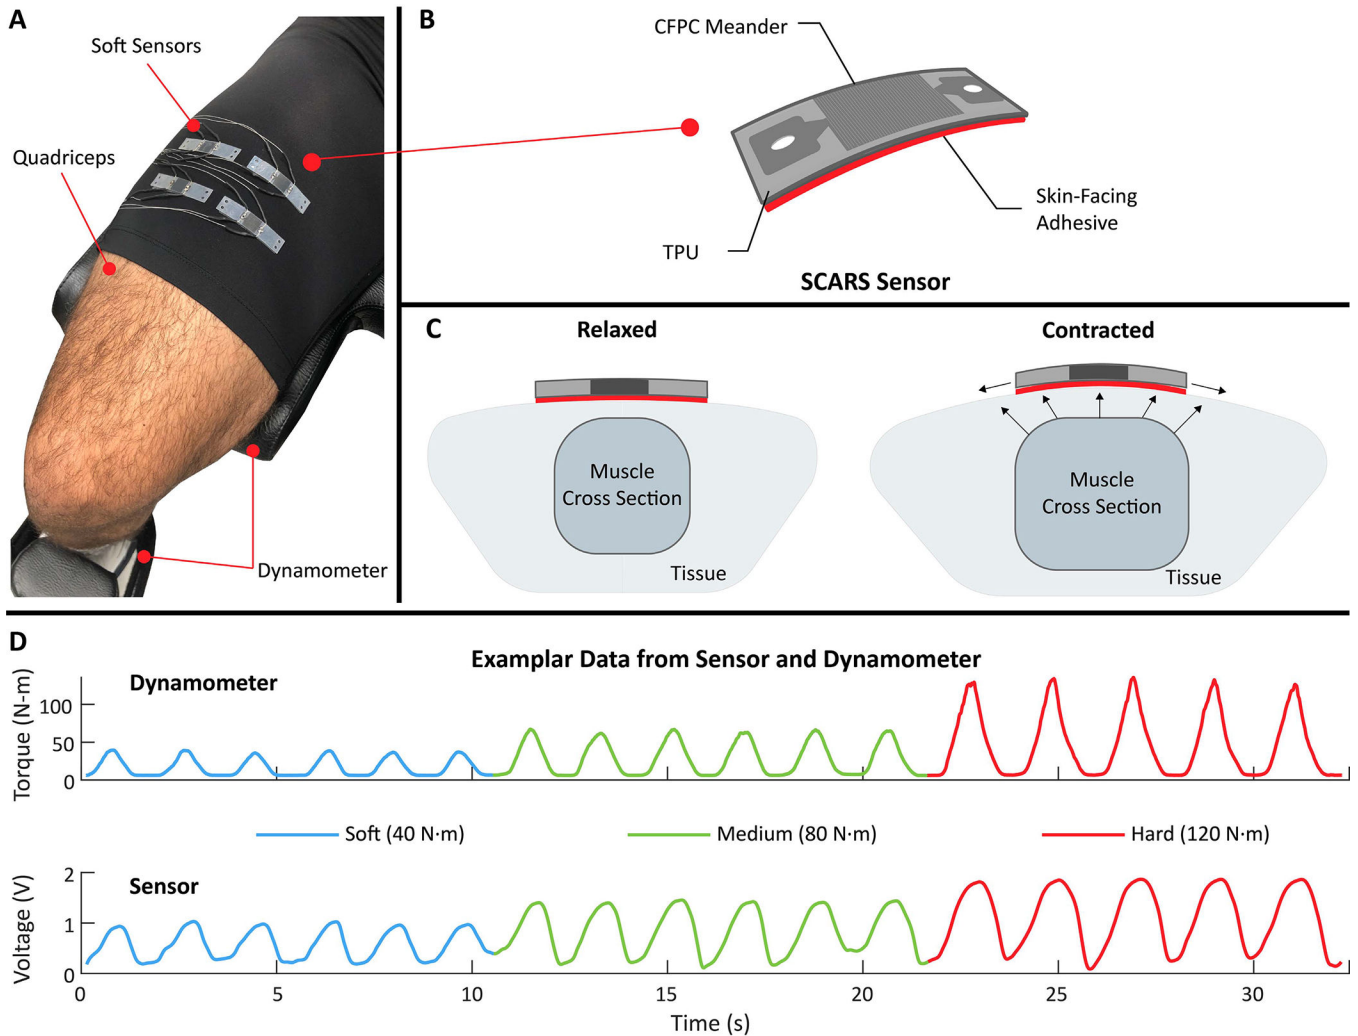 A
Soft Sensors
Quadriceps
Dynamometer
B
CFPC Meander
Skin-Facing
Adhesive
TPU
SCARS Sensor
C
Relaxed
Contracted
Muscle
Cross Section
Tissue
Muscle
Cross Section
Tissue
D
Examplar Data from Sensor and Dynamometer
Dynamometer
Torque (N-m)
100
50
0
Soft (40 N·m)
Medium (80 N·m)
Hard (120 N·m)
Sensor
Voltage (V)
2
1
0
0
5
10
15
20
25
30
Time (s)